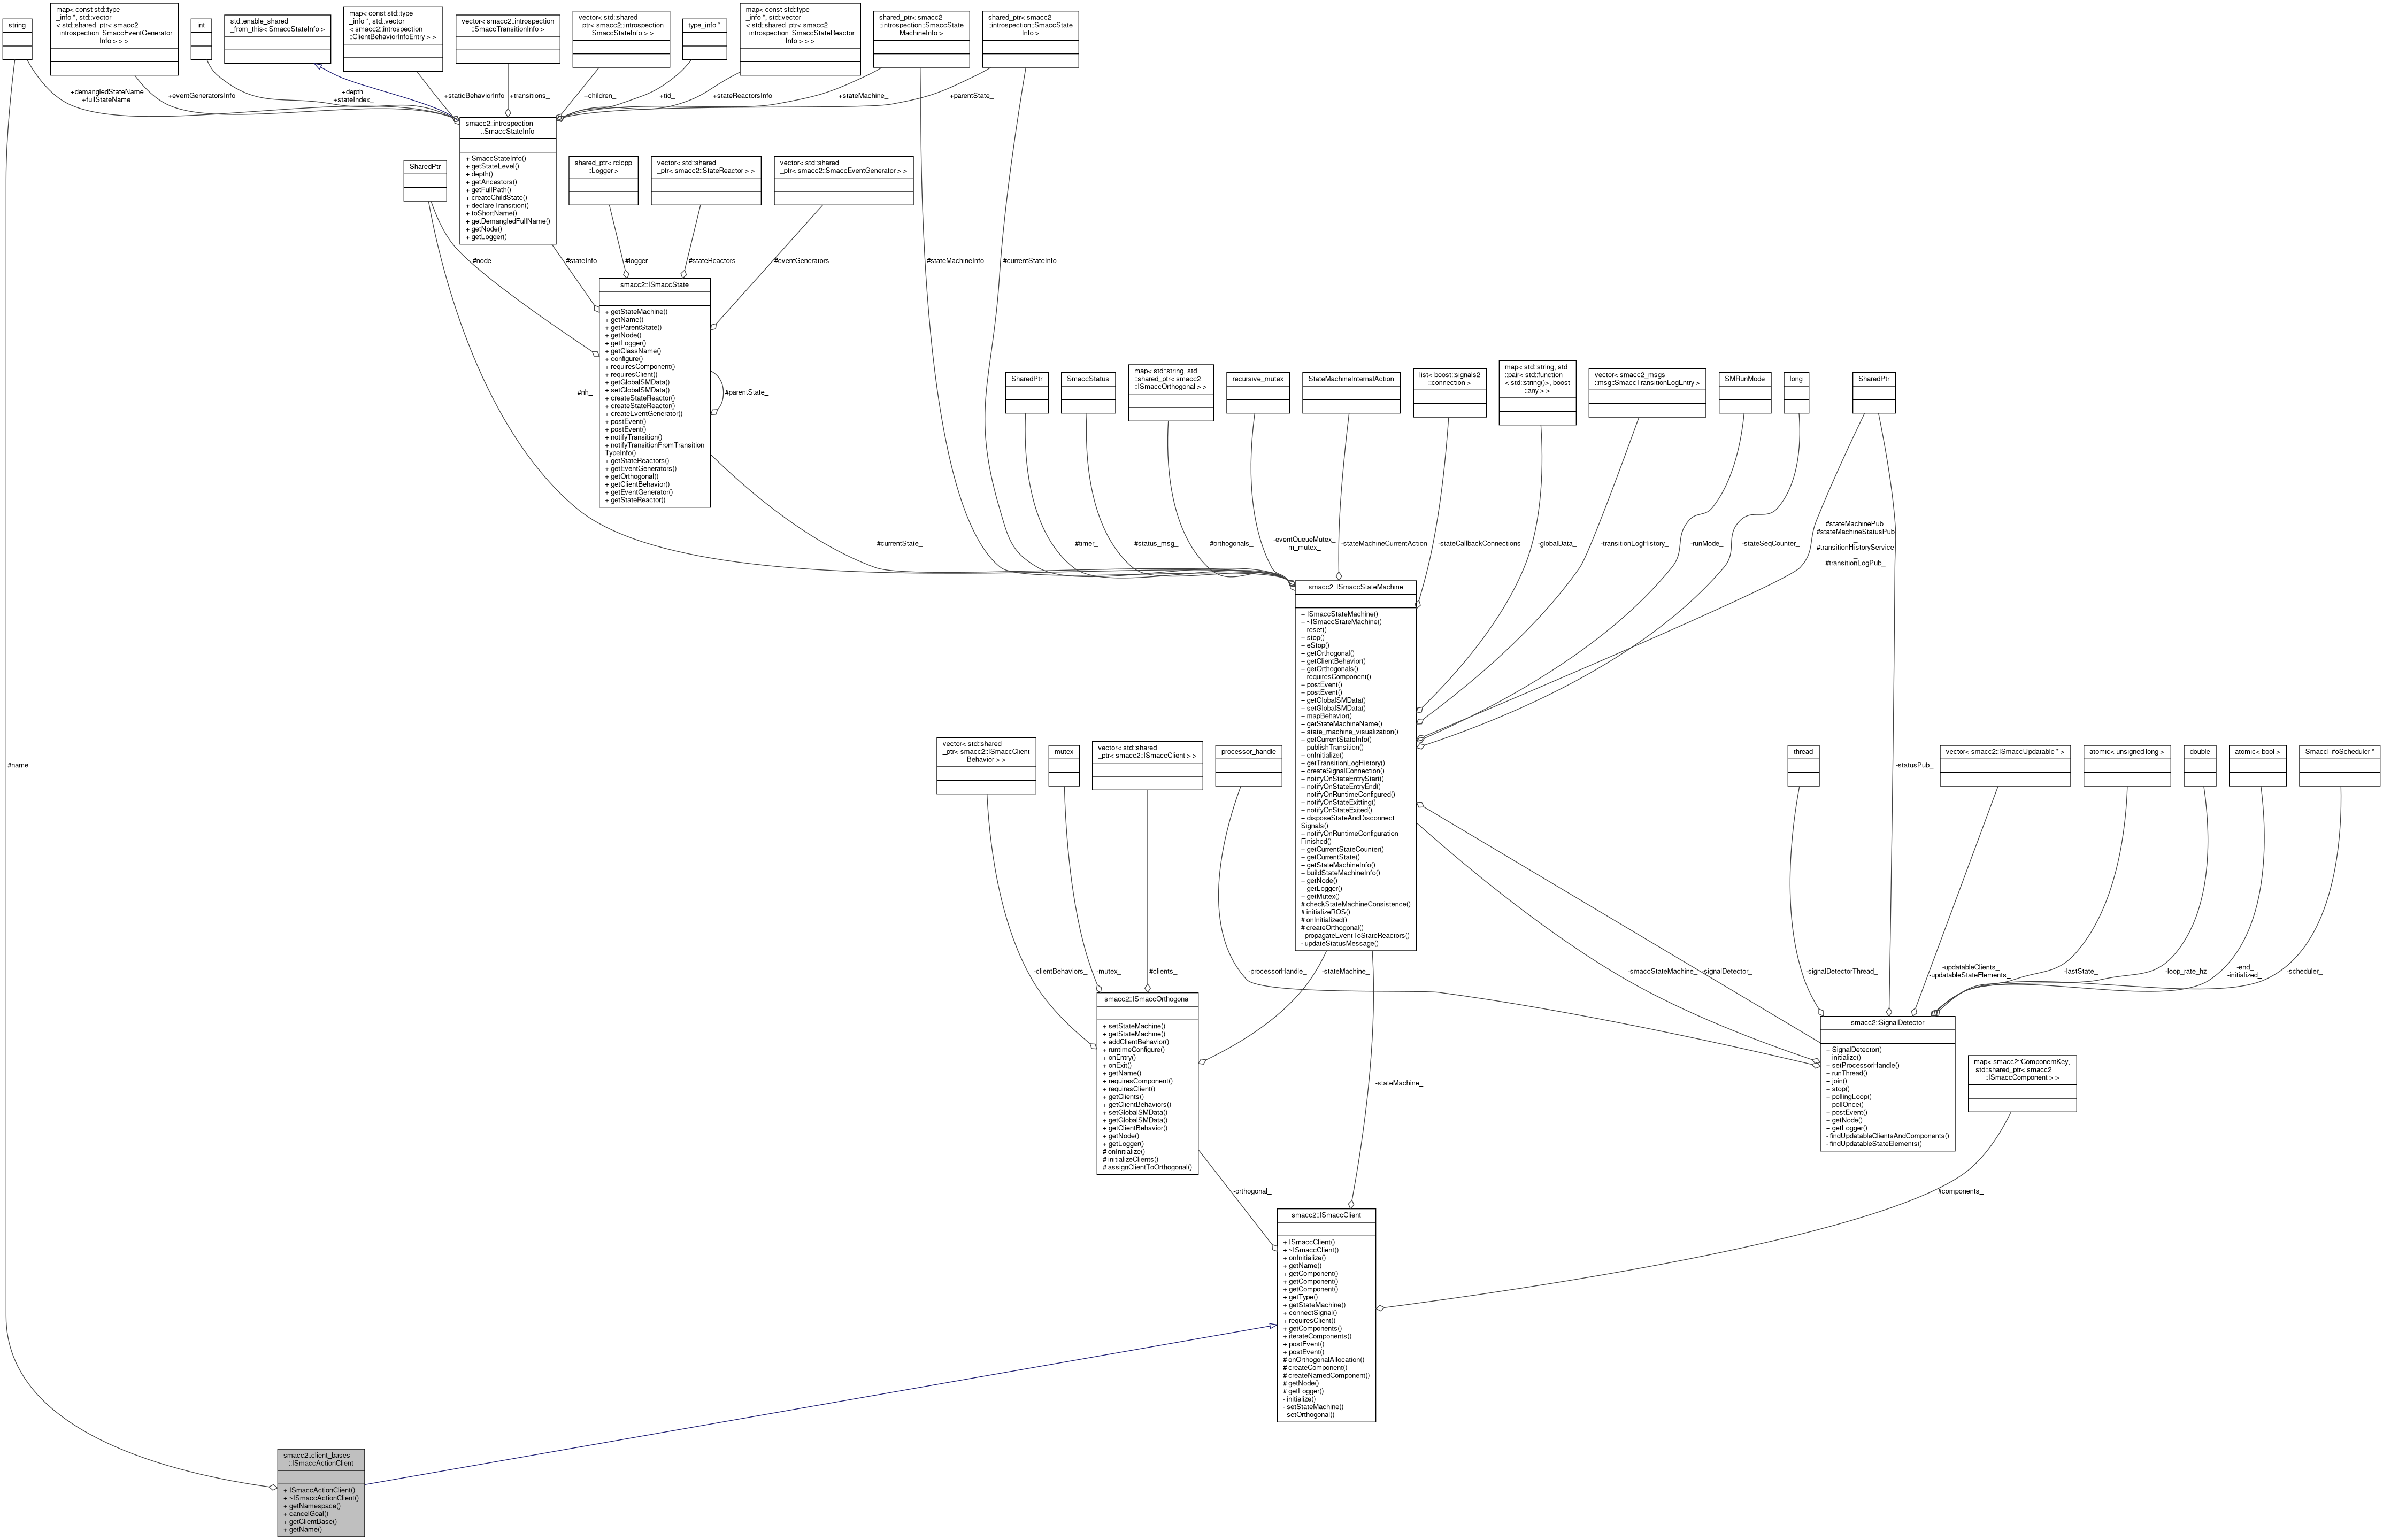 string
map< const std::type
_info *, std::vector
< std::shared_ptr< smacc2
::introspection::SmaccEventGenerator
Info > > >
int
std::enable_shared
_from_this< SmaccStateInfo >
map< const std::type
_info *, std::vector
< smacc2::introspection
::ClientBehaviorInfoEntry > >
vector< smacc2::introspection
::SmaccTransitionInfo >
vector< std::shared
_ptr< smacc2::introspection
::SmaccStateInfo > >
type_info *
map< const std::type
_info *, std::vector
< std::shared_ptr< smacc2
::introspection::SmaccStateReactor
Info > > >
shared_ptr< smacc2
::introspection::SmaccState
MachineInfo >
shared_ptr< smacc2
::introspection::SmaccState
Info >
+demangledStateName
+fullStateName
+eventGeneratorsInfo
+depth_
+stateIndex_
+staticBehaviorInfo
+transitions_
+children_
+tid_
+stateReactorsInfo
+stateMachine_
+parentState_
smacc2::introspection
::SmaccStateInfo
+ SmaccStateInfo()
+ getStateLevel()
+ depth()
+ getAncestors()
+ getFullPath()
+ createChildState()
+ declareTransition()
+ toShortName()
+ getDemangledFullName()
+ getNode()
+ getLogger()
SharedPtr
shared_ptr< rclcpp
::Logger >
vector< std::shared
_ptr< smacc2::StateReactor > >
vector< std::shared
_ptr< smacc2::SmaccEventGenerator > >
#node_
#stateInfo_
#logger_
#stateReactors_
#eventGenerators_
#stateMachineInfo_
#currentStateInfo_
smacc2::ISmaccState
+ getStateMachine()
+ getName()
+ getParentState()
+ getNode()
+ getLogger()
+ getClassName()
+ configure()
+ requiresComponent()
+ requiresClient()
+ getGlobalSMData()
+ setGlobalSMData()
+ createStateReactor()
+ createStateReactor()
+ createEventGenerator()
+ postEvent()
+ postEvent()
+ notifyTransition()
+ notifyTransitionFromTransition
TypeInfo()
+ getStateReactors()
+ getEventGenerators()
+ getOrthogonal()
+ getClientBehavior()
+ getEventGenerator()
+ getStateReactor()
#nh_
#parentState_
SharedPtr
SmaccStatus
map< std::string, std
::shared_ptr< smacc2
::ISmaccOrthogonal > >
recursive_mutex
StateMachineInternalAction
list< boost::signals2
::connection >
map< std::string, std
::pair< std::function
< std::string()>, boost
::any > >
vector< smacc2_msgs
::msg::SmaccTransitionLogEntry >
SMRunMode
long
SharedPtr
#currentState_
#timer_
#status_msg_
#orthogonals_
-eventQueueMutex_
-m_mutex_
-stateMachineCurrentAction
-stateCallbackConnections
-globalData_
-transitionLogHistory_
-runMode_
-stateSeqCounter_
#stateMachinePub_
#stateMachineStatusPub
_
#transitionHistoryService
_
#transitionLogPub_
smacc2::ISmaccStateMachine
+ ISmaccStateMachine()
+ ~ISmaccStateMachine()
+ reset()
+ stop()
+ eStop()
+ getOrthogonal()
+ getClientBehavior()
+ getOrthogonals()
+ requiresComponent()
+ postEvent()
+ postEvent()
+ getGlobalSMData()
+ setGlobalSMData()
+ mapBehavior()
+ getStateMachineName()
+ state_machine_visualization()
+ getCurrentStateInfo()
+ publishTransition()
+ onInitialize()
+ getTransitionLogHistory()
+ createSignalConnection()
+ notifyOnStateEntryStart()
+ notifyOnStateEntryEnd()
+ notifyOnRuntimeConfigured()
+ notifyOnStateExitting()
+ notifyOnStateExited()
+ disposeStateAndDisconnect
Signals()
+ notifyOnRuntimeConfiguration
Finished()
+ getCurrentStateCounter()
+ getCurrentState()
+ getStateMachineInfo()
+ buildStateMachineInfo()
+ getNode()
+ getLogger()
+ getMutex()
# checkStateMachineConsistence()
# initializeROS()
# onInitialized()
# createOrthogonal()
- propagateEventToStateReactors()
- updateStatusMessage()
#name_
vector< std::shared
_ptr< smacc2::ISmaccClient
Behavior > >
mutex
vector< std::shared
_ptr< smacc2::ISmaccClient > >
processor_handle
thread
-statusPub_
vector< smacc2::ISmaccUpdatable * >
atomic< unsigned long >
double
atomic< bool >
SmaccFifoScheduler *
-clientBehaviors_
-mutex_
#clients_
-processorHandle_
-stateMachine_
-smaccStateMachine_
-signalDetector_
-signalDetectorThread_
-updatableClients_
-updatableStateElements_
-lastState_
-loop_rate_hz
-end_
-initialized_
-scheduler_
smacc2::ISmaccOrthogonal
+ setStateMachine()
+ getStateMachine()
+ addClientBehavior()
+ runtimeConfigure()
+ onEntry()
+ onExit()
+ getName()
+ requiresComponent()
+ requiresClient()
+ getClients()
+ getClientBehaviors()
+ setGlobalSMData()
+ getGlobalSMData()
+ getClientBehavior()
+ getNode()
+ getLogger()
# onInitialize()
# initializeClients()
# assignClientToOrthogonal()
smacc2::SignalDetector
+ SignalDetector()
+ initialize()
+ setProcessorHandle()
+ runThread()
+ join()
+ stop()
+ pollingLoop()
+ pollOnce()
+ postEvent()
+ getNode()
+ getLogger()
- findUpdatableClientsAndComponents()
- findUpdatableStateElements()
map< smacc2::ComponentKey,
std::shared_ptr< smacc2
::ISmaccComponent > >
-stateMachine_
-orthogonal_
#components_
smacc2::ISmaccClient
+ ISmaccClient()
+ ~ISmaccClient()
+ onInitialize()
+ getName()
+ getComponent()
+ getComponent()
+ getComponent()
+ getType()
+ getStateMachine()
+ connectSignal()
+ requiresClient()
+ getComponents()
+ iterateComponents()
+ postEvent()
+ postEvent()
# onOrthogonalAllocation()
# createComponent()
# createNamedComponent()
# getNode()
# getLogger()
- initialize()
- setStateMachine()
- setOrthogonal()
smacc2::client_bases
::ISmaccActionClient
+ ISmaccActionClient()
+ ~ISmaccActionClient()
+ getNamespace()
+ cancelGoal()
+ getClientBase()
+ getName()